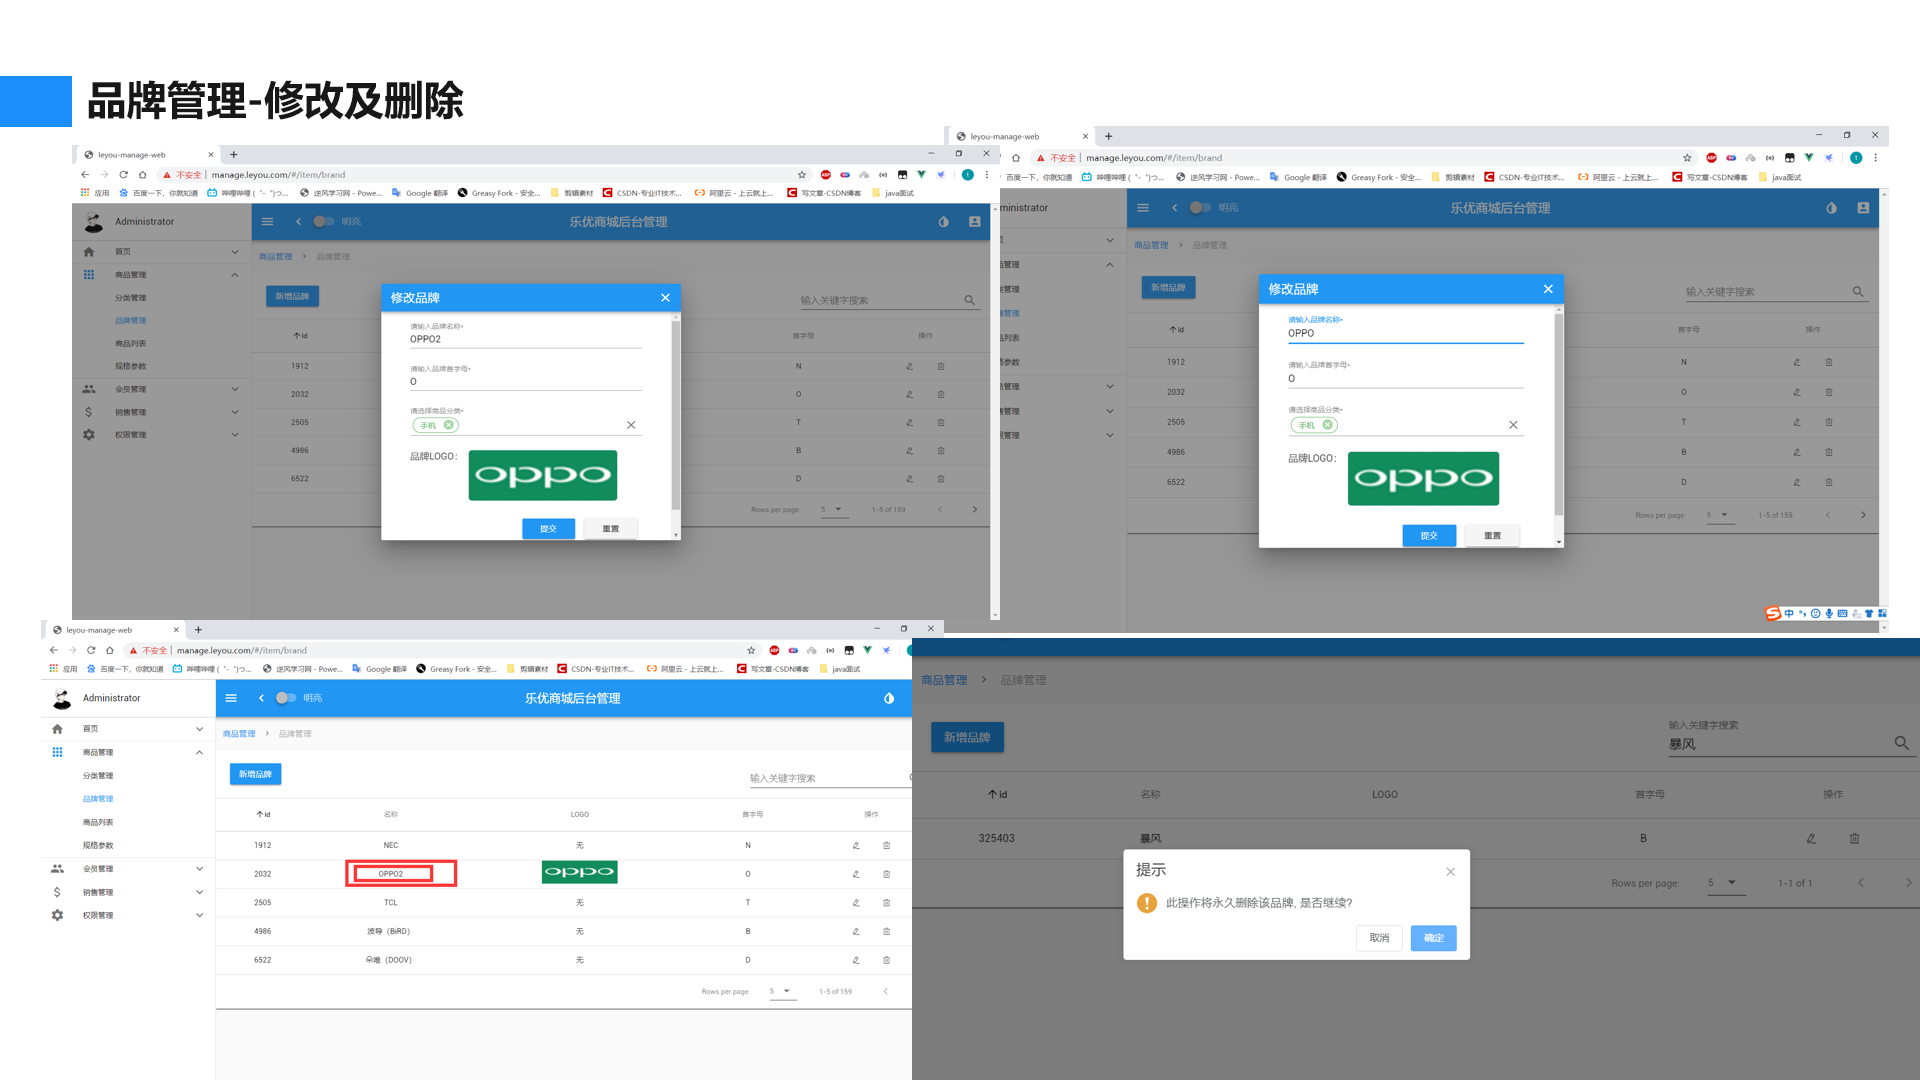 品牌管理-修改及删除
leyou-manage-web
不安全 manage.leyou.com/#/item/brand
应用 百度一下，你就知道 哔哩哔哩 ( ゜- ゜)つ... 逆风学习网 - Powe... Google 翻译 Greasy Fork - 安全... 剪辑素材 CSDN-专业IT技术... 阿里云 - 上云就上... 写文章-CSDN博客 java面试
Administrator
明亮
乐优商城后台管理
首页
商品管理
分类管理
品牌管理
商品列表
规格参数
会员管理
销售管理
权限管理
商品管理 > 品牌管理
新增品牌
输入关键字搜索
id 首字母 操作
1912 N
2032 O
2505 T
4986 B
6522 D
Rows per page: 5 1-5 of 159
修改品牌
请输入品牌名称*
OPPO2
请输入品牌首字母*
O
请选择商品分类*
手机
品牌LOGO：
oppo
提交 重置
leyou-manage-web
不安全 manage.leyou.com/#/item/brand
百度一下，你就知道 哔哩哔哩 ( ゜- ゜)つ... 逆风学习网 - Powe... Google 翻译 Greasy Fork - 安全... 剪辑素材 CSDN-专业IT技术... 阿里云 - 上云就上... 写文章-CSDN博客 java面试
ministrator
明亮
乐优商城后台管理
商品管理 > 品牌管理
新增品牌
输入关键字搜索
id 首字母 操作
1912 N
2032 O
2505 T
4986 B
6522 D
Rows per page: 5 1-5 of 159
修改品牌
请输入品牌名称*
OPPO
请输入品牌首字母*
O
请选择商品分类*
手机
品牌LOGO：
oppo
提交 重置
中
leyou-manage-web
不安全 manage.leyou.com/#/item/brand
应用 百度一下，你就知道 哔哩哔哩 ( ゜- ゜)つ... 逆风学习网 - Powe... Google 翻译 Greasy Fork - 安全... 剪辑素材 CSDN-专业IT技术... 阿里云 - 上云就上... 写文章-CSDN博客 java面试
Administrator
明亮
乐优商城后台管理
首页
商品管理
分类管理
品牌管理
商品列表
规格参数
会员管理
销售管理
权限管理
商品管理 > 品牌管理
新增品牌
输入关键字搜索
id 名称 LOGO 首字母 操作
1912 NEC 无 N
2032 OPPO2 oppo O
2505 TCL 无 T
4986 波导（BiRD） 无 B
6522 朵唯（DOOV） 无 D
Rows per page: 5 1-5 of 159
商品管理 > 品牌管理
新增品牌
输入关键字搜索
暴风
id 名称 LOGO 首字母 操作
325403 暴风 B
Rows per page: 5 1-1 of 1
提示
此操作将永久删除该品牌, 是否继续?
取消 确定